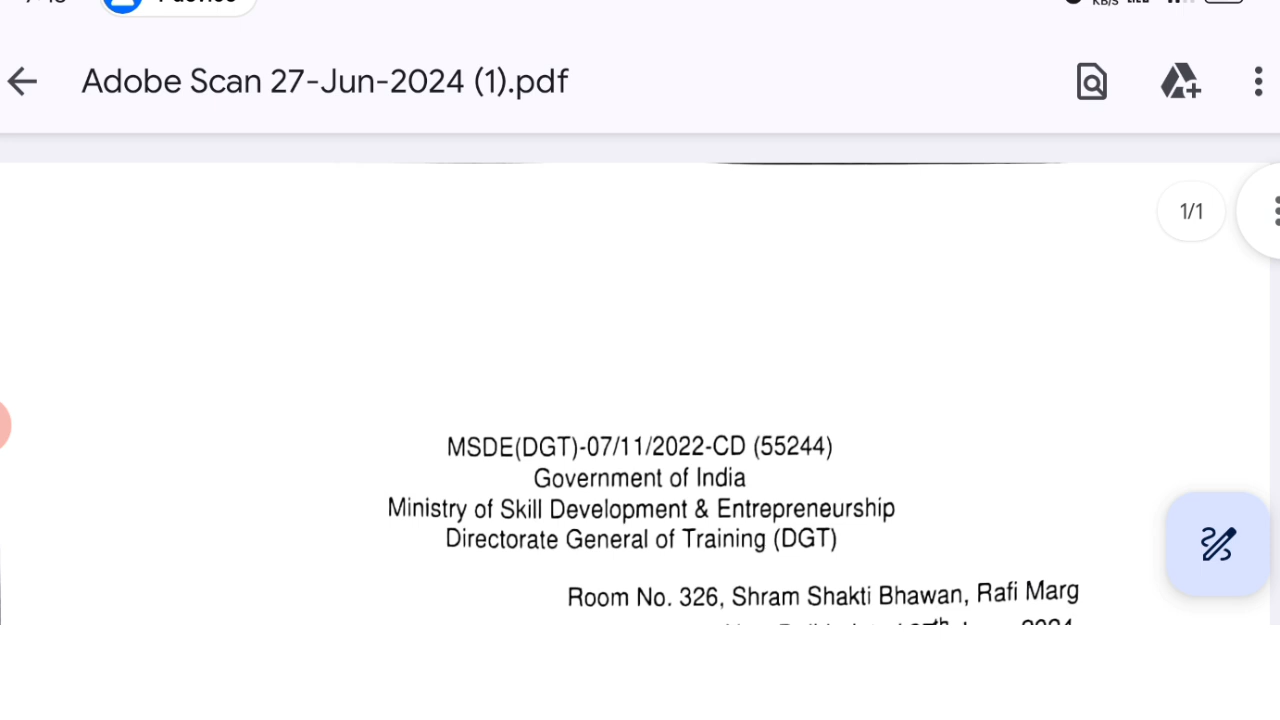 Adobe Scan 27-Jun-2024 (1).pdf
1/1
MSDE(DGT)-07/11/2022-CD (55244)
Government of India
Ministry of Skill Development & Entrepreneurship
Directorate General of Training (DGT)
Room No. 326, Shram Shakti Bhawan, Rafi Marg